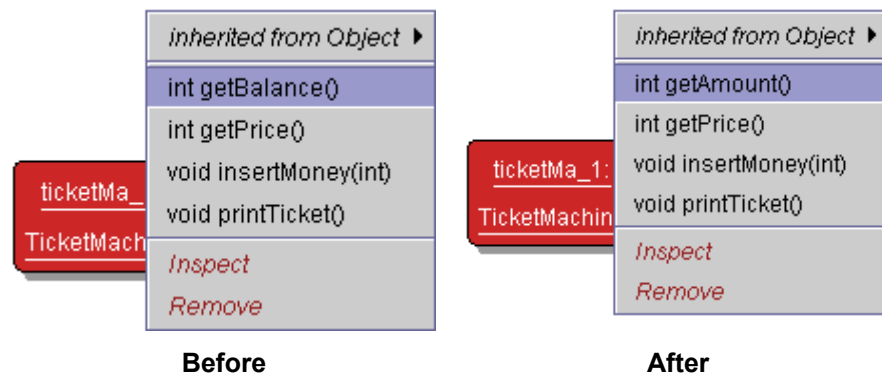 inherited from Object
int getBalance()
int getPrice()
void insertMoney(int)
void printTicket()
Inspect
Remove
ticketMa_
TicketMach
Before
inherited from Object
int getAmount()
int getPrice()
void insertMoney(int)
void printTicket()
Inspect
Remove
ticketMa_1:
TicketMachin
After